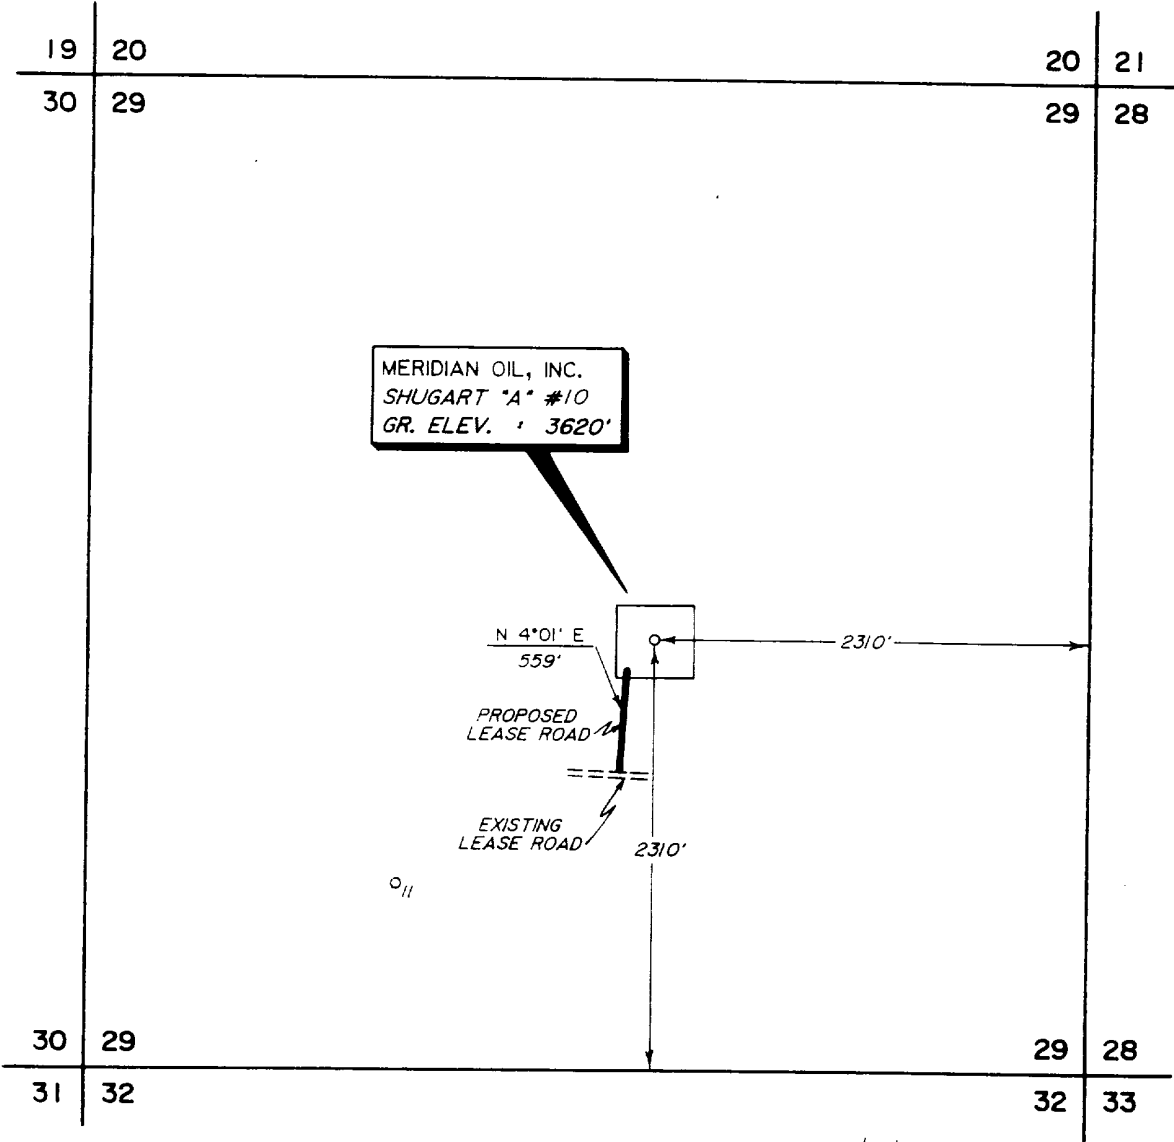 19 20
20 21
30 29
29 28
MERIDIAN OIL, INC.
SHUGART "A" #10
GR. ELEV. : 3620'
N 4°01' E
559'
2310'
PROPOSED
LEASE ROAD
EXISTING
LEASE ROAD
2310'
11
30 29
29 28
31 32
32 33